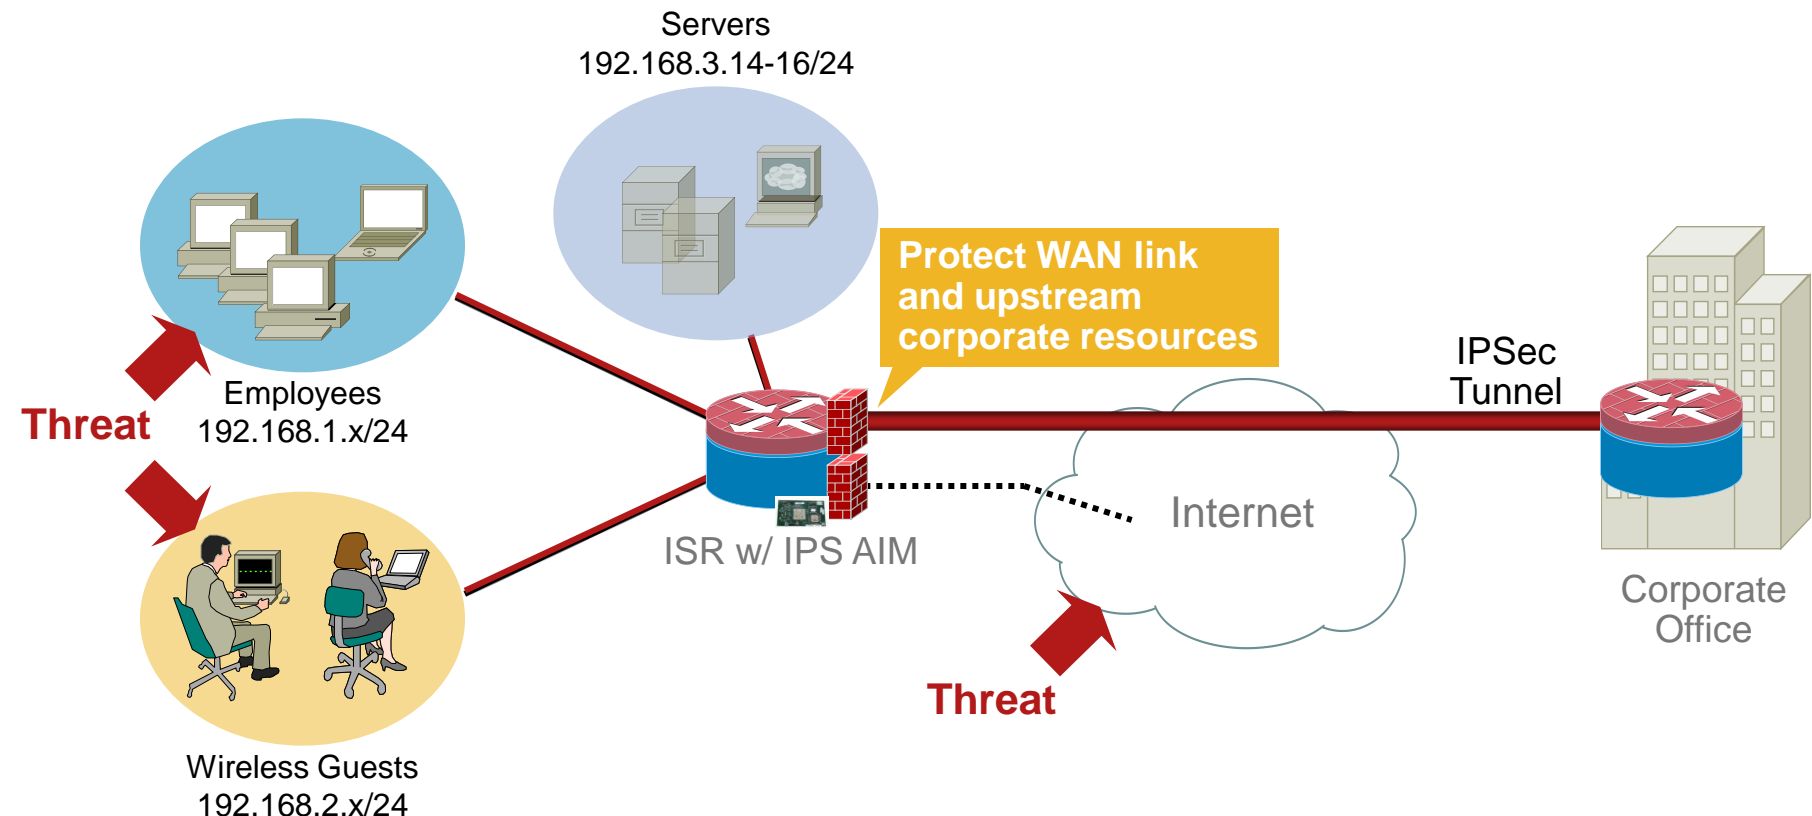 Servers
192.168.3.14-16/24
Protect WAN link
and upstream
corporate resources
IPSec
Tunnel
Employees
192.168.1.x/24
Threat
Internet
ISR w/ IPS AIM
Corporate
Office
Threat
Wireless Guests
192.168.2.x/24